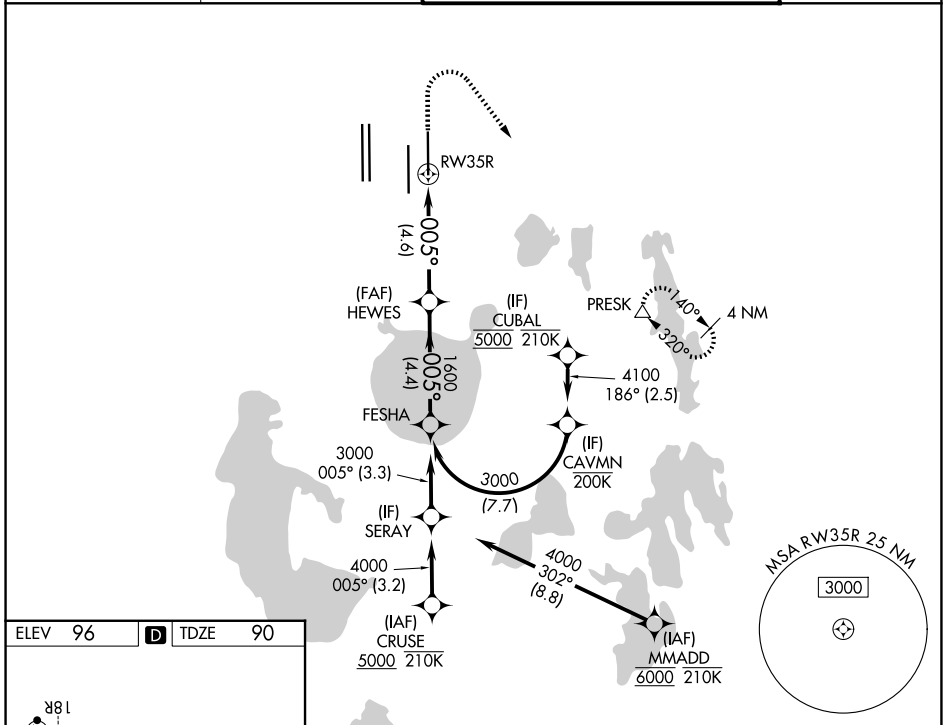 RW35R
005°
(4.6)
(FAF)
HEWES
(IF)
CUBAL
5000 210K
PRESK
140°
320°
4 NM
4100
186° (2.5)
1600
005°
(4.4)
FESHA
(IF)
CAVMN
200K
3000
005° (3.3)
3000
(7.7)
(IF)
SERAY
4000
005° (3.2)
4000
302°
(8.8)
(IAF)
CRUSE
5000 210K
(IAF)
MMADD
6000 210K
MSA RW35R 25 NM
3000
ELEV 96 D TDZE 90
18R